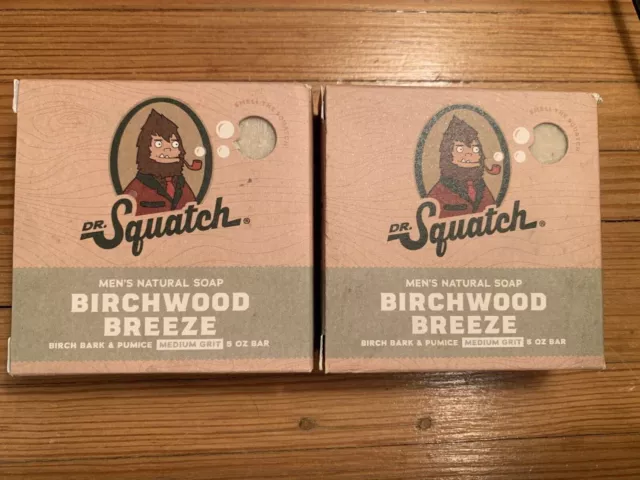 DR. Squatch®
MEN'S NATURAL SOAP
BIRCHWOOD
BREEZE
BIRCH BARK & PUMICE MEDIUM GRIT 5 OZ BAR
DR. Squatch®
MEN'S NATURAL SOAP
BIRCHWOOD
BREEZE
BIRCH BARK & PUMICE MEDIUM GRIT 5 OZ BAR